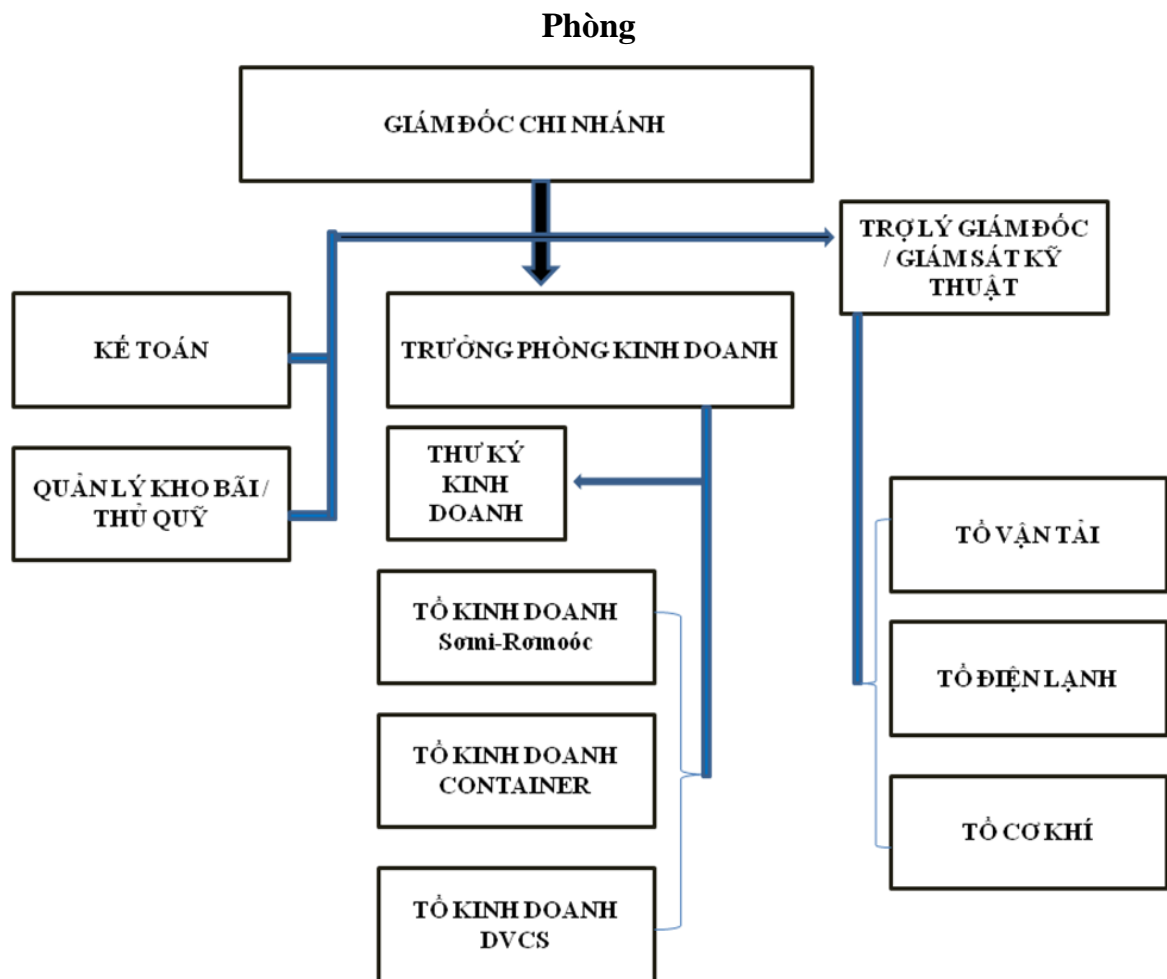 Phòng
GIÁM ĐỐC CHI NHÁNH
TRỢ LÝ GIÁM ĐỐC
/ GIÁM SÁT KỸ
THUẬT
KẾ TOÁN
TRƯỞNG PHÒNG KINH DOANH
QUẢN LÝ KHO BÃI /
THỦ QUỸ
THƯ KÝ
KINH
DOANH
TỔ VẬN TẢI
TỔ KINH DOANH
Sơmi-Rơmoóc
TỔ ĐIỆN LẠNH
TỔ KINH DOANH
CONTAINER
TỔ CƠ KHÍ
TỔ KINH DOANH
DVCS